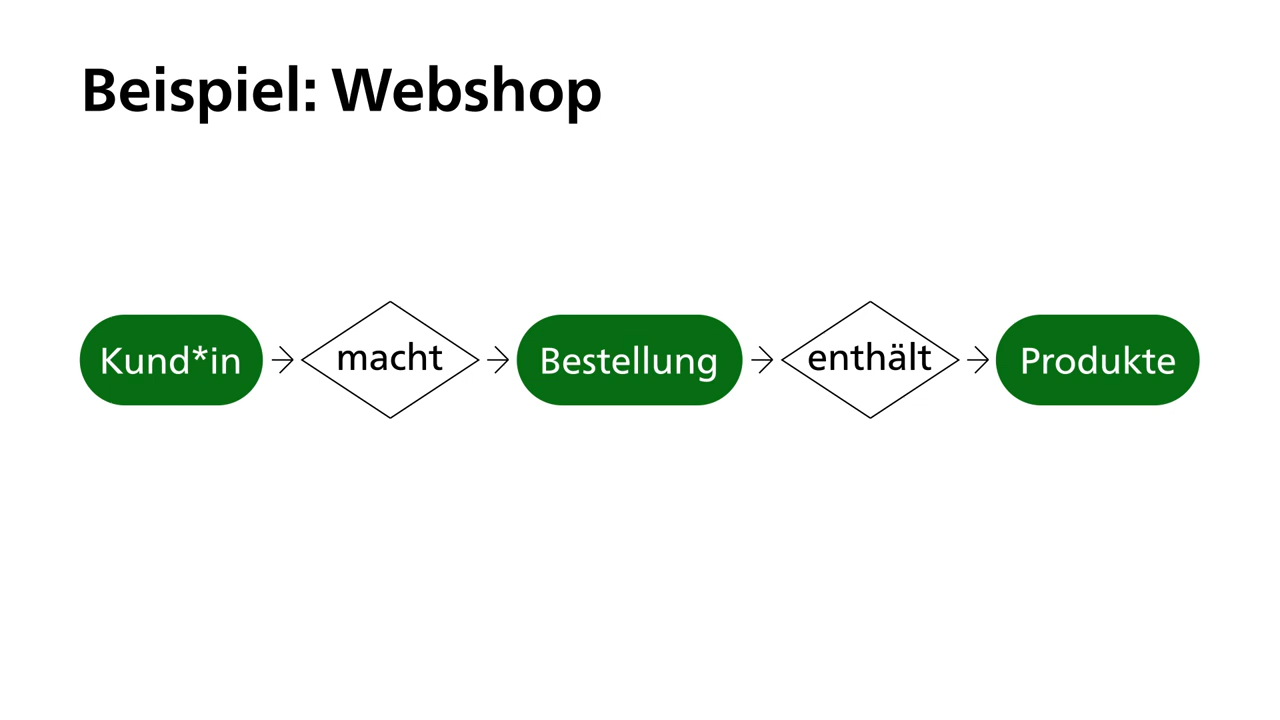 Beispiel: Webshop
Kund*in
macht
Bestellung
enthält
Produkte